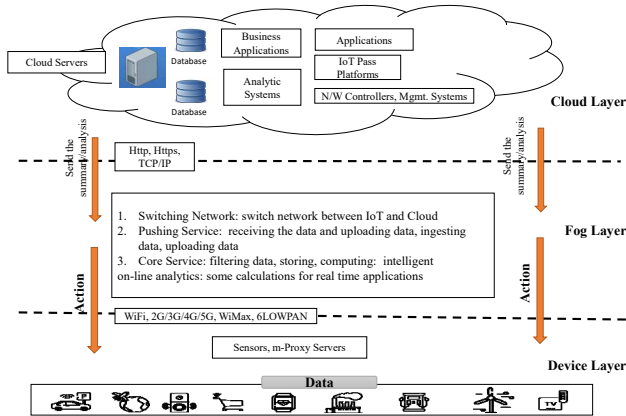 Cloud Servers
Database
Database
Business
Applications
Analytic
Systems
Applications
IoT Pass
Platforms
N/W Controllers, Mgmt. Systems
Cloud Layer
Send the
summary/analysis
Http, Https,
TCP/IP
Send the
summary/analysis
1. Switching Network: switch network between IoT and Cloud
2. Pushing Service: receiving the data and uploading data, ingesting
data, uploading data
3. Core Service: filtering data, storing, computing: intelligent
on-line analytics: some calculations for real time applications
Fog Layer
Action
Action
WiFi, 2G/3G/4G/5G, WiMax, 6LOWPAN
Sensors, m-Proxy Servers
Device Layer
Data
TV